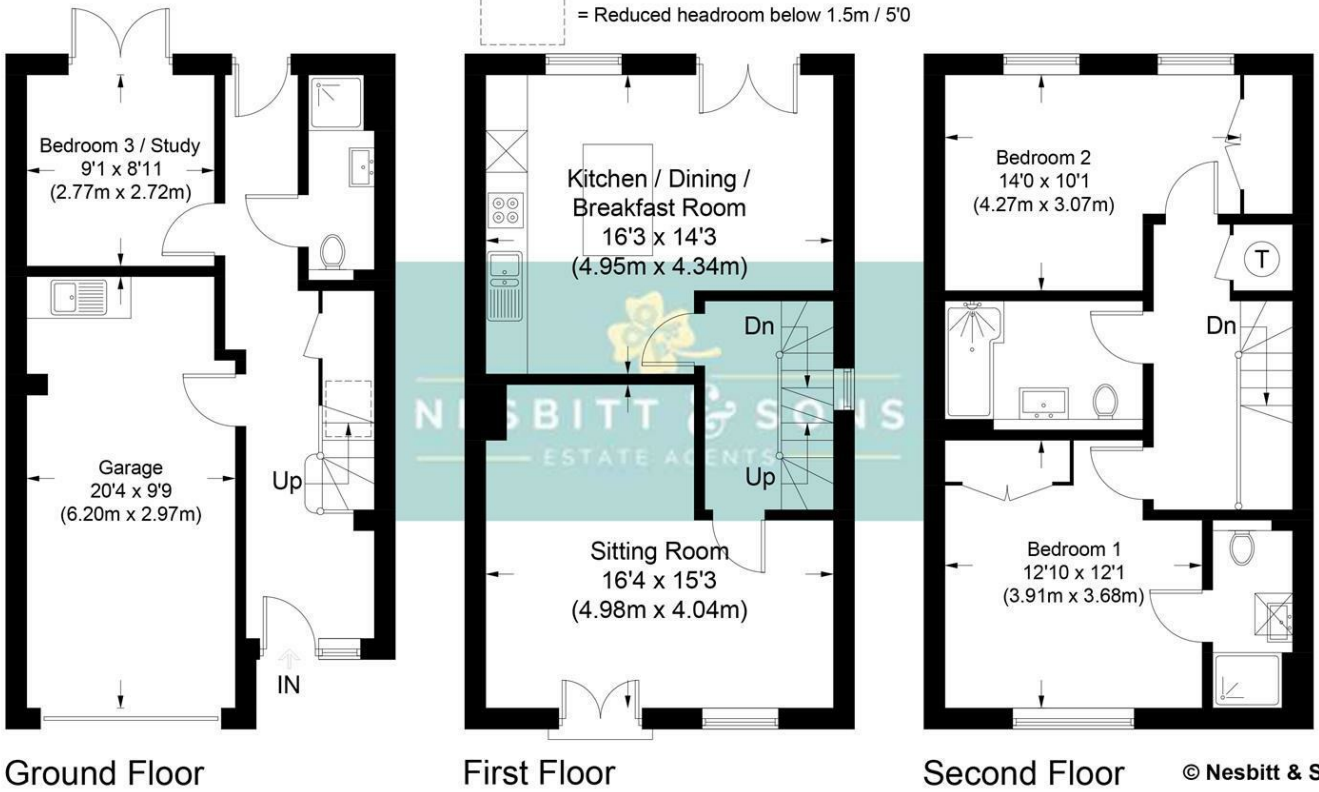 = Reduced headroom below 1.5m / 5'0
Bedroom 3 / Study
9'1 x 8'11
(2.77m x 2.72m)
Garage
20'4 x 9'9
(6.20m x 2.97m)
Up
IN
Ground Floor
Kitchen / Dining /
Breakfast Room
16'3 x 14'3
(4.95m x 4.34m)
Dn
NESBITT & SONS
ESTATE AGENTS
Up
Sitting Room
16'4 x 15'3
(4.98m x 4.04m)
First Floor
Bedroom 2
14'0 x 10'1
(4.27m x 3.07m)
T
Dn
Bedroom 1
12'10 x 12'1
(3.91m x 3.68m)
Second Floor
© Nesbitt & S